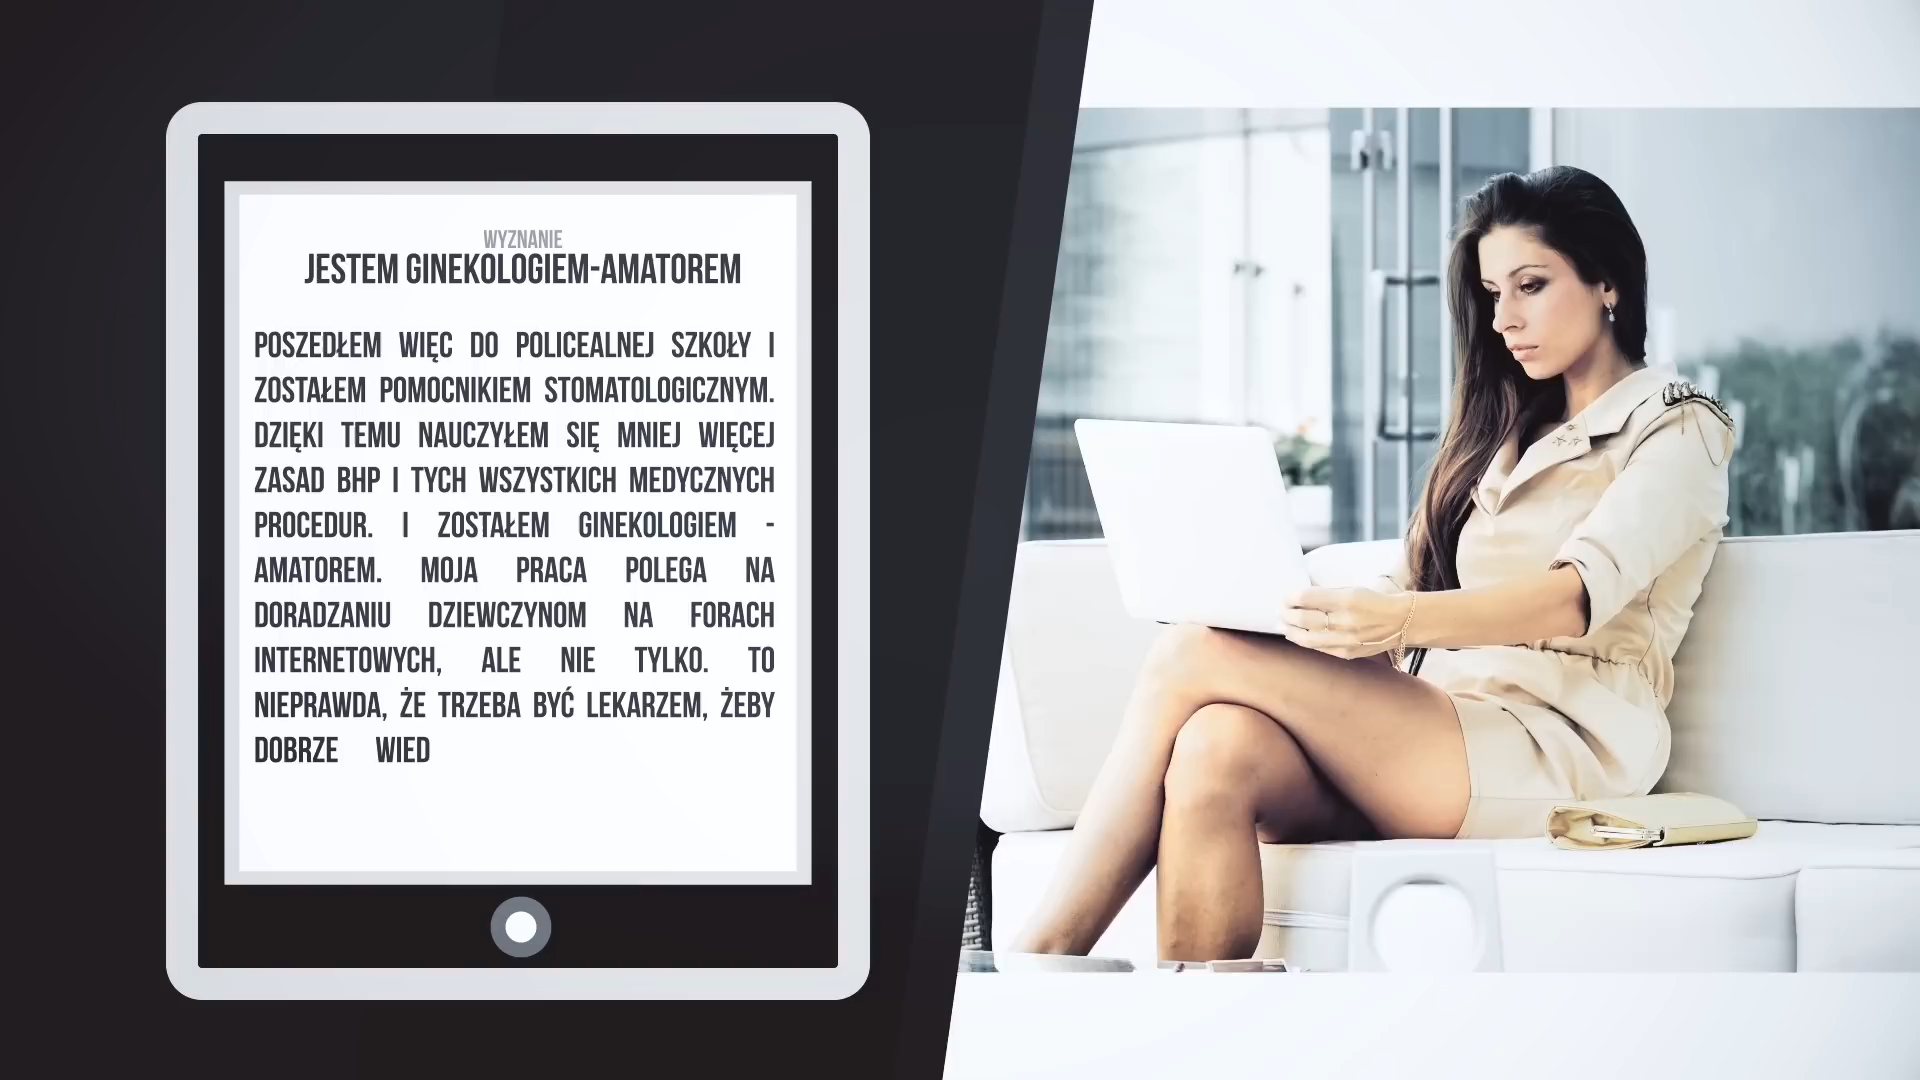 WYZNANIE
JESTEM GINEKOLOGIEM-AMATOREM
POSZEDŁEM WIĘC DO POLICEALNEJ SZKOŁY I
ZOSTAŁEM POMOCNIKIEM STOMATOLOGICZNYM.
DZIĘKI TEMU NAUCZYŁEM SIĘ MNIEJ WIĘCEJ
ZASAD BHP I TYCH WSZYSTKICH MEDYCZNYCH
PROCEDUR. I ZOSTAŁEM GINEKOLOGIEM -
AMATOREM. MOJA PRACA POLEGA NA
DORADZANIU DZIEWCZYNOM NA FORACH
INTERNETOWYCH, ALE NIE TYLKO. TO
NIEPRAWDA, ŻE TRZEBA BYĆ LEKARZEM, ŻEBY
DOBRZE WIED